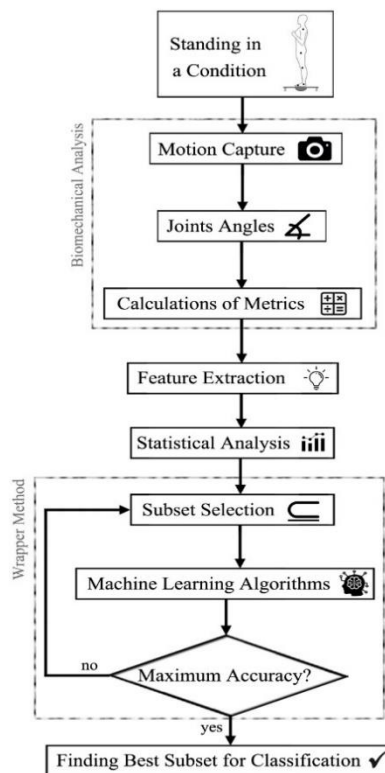 Standing in
a Condition
Biomechanical Analysis
Motion Capture
Joints Angles
Calculations of Metrics
Feature Extraction
Statistical Analysis
Wrapper Method
Subset Selection
Machine Learning Algorithms
no
Maximum Accuracy?
yes
Finding Best Subset for Classification